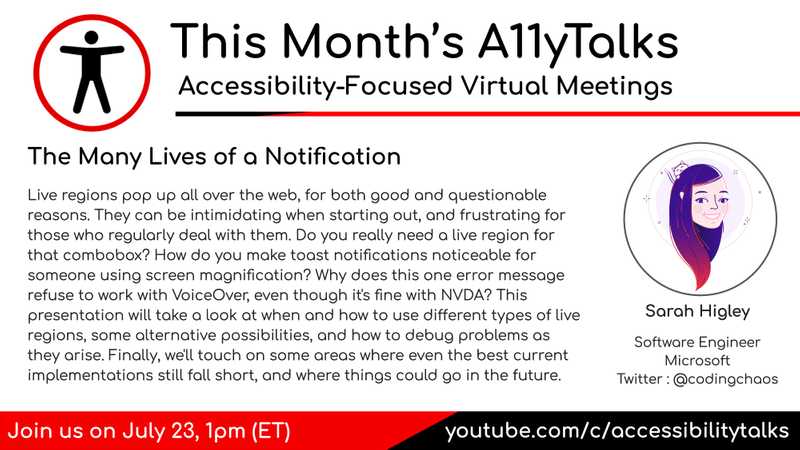 This Month's A11yTalks
Accessibility-Focused Virtual Meetings
The Many Lives of a Notification
Live regions pop up all over the web, for both good and questionable
reasons. They can be intimidating when starting out, and frustrating for
those who regularly deal with them. Do you really need a live region for
that combobox? How do you make toast notifications noticeable for
someone using screen magnification? Why does this one error message
refuse to work with VoiceOver, even though it's fine with NVDA? This
presentation will take a look at when and how to use different types of live
regions, some alternative possibilities, and how to debug problems as
they arise. Finally, we'll touch on some areas where even the best current
implementations still fall short, and where things could go in the future.
Sarah Higley
Software Engineer
Microsoft
Twitter : @codingchaos
Join us on July 23, 1pm (ET)
youtube.com/c/accessibilitytalks